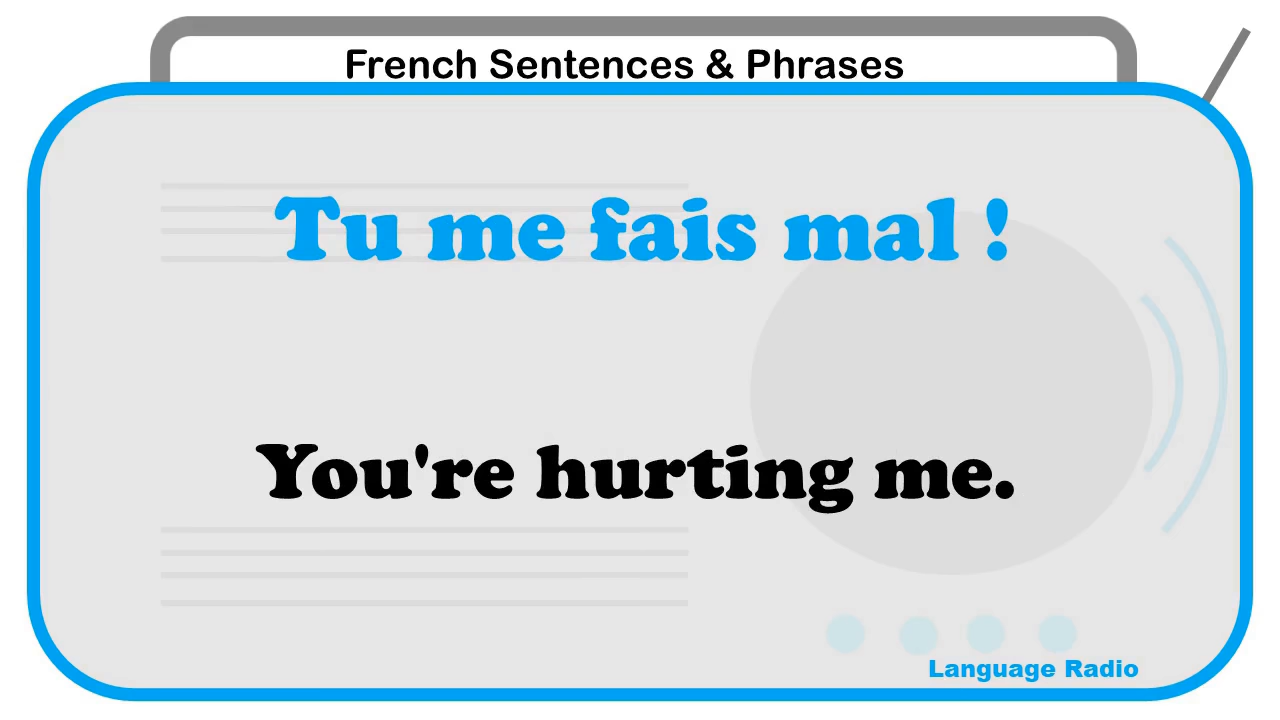 French Sentences & Phrases
Tu me fais mal !
You're hurting me.
Language Radio